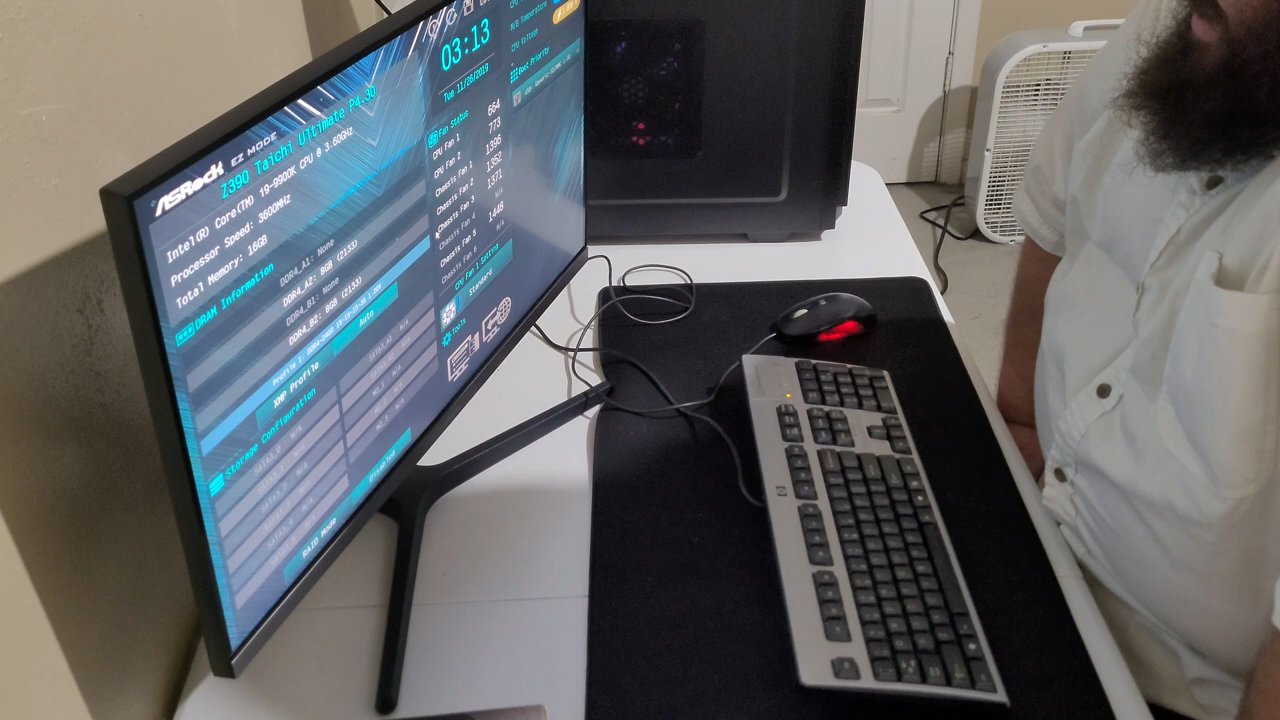 ASRock EZ MODE
Z390 Taichi Ultimate P4.30
Intel(R) Core(TM) i9-9900K CPU @ 3.60GHz
Processor Speed: 3600MHz
Total Memory: 16GB
DRAM Information
DDR4_A1: None
DDR4_A2: 8GB (2133)
DDR4_B1: None
DDR4_B2: 8GB (2133)
XMP Profile
Auto
Storage Configuration
SATA3_0 : N/A
RAID Mode
Disabled
03:13
Tue 11/26/2019
Fan Status
CPU Fan 1 664
CPU Fan 2 773
Chassis Fan 1 1396
Chassis Fan 2 1352
Chassis Fan 3 1371
Chassis Fan 4 N/A
Chassis Fan 5 1448
CPU Fan 1 Setting
Standard
Tools
M/B Temperature
CPU Voltage
Boot Priority
hp